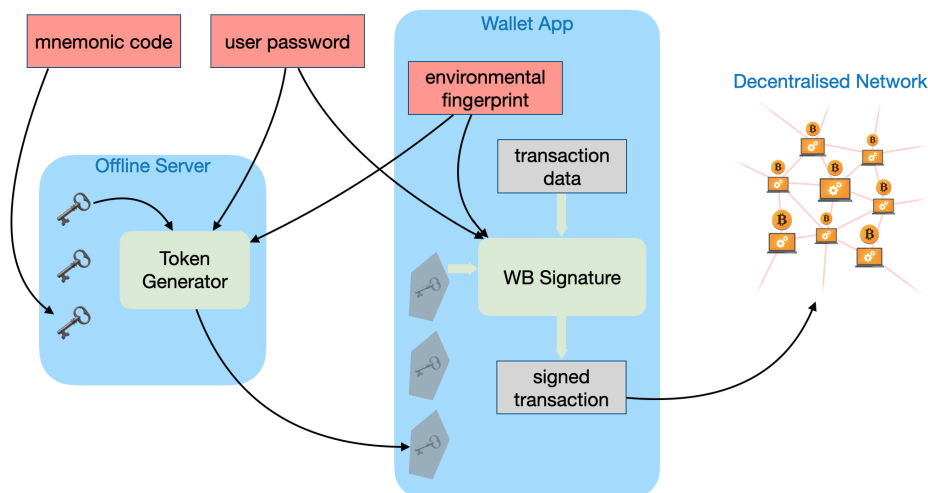 Wallet App
mnemonic code
user password
environmental
fingerprint
Decentralised Network
transaction
data
Offline Server
Token
Generator
WB Signature
signed
transaction